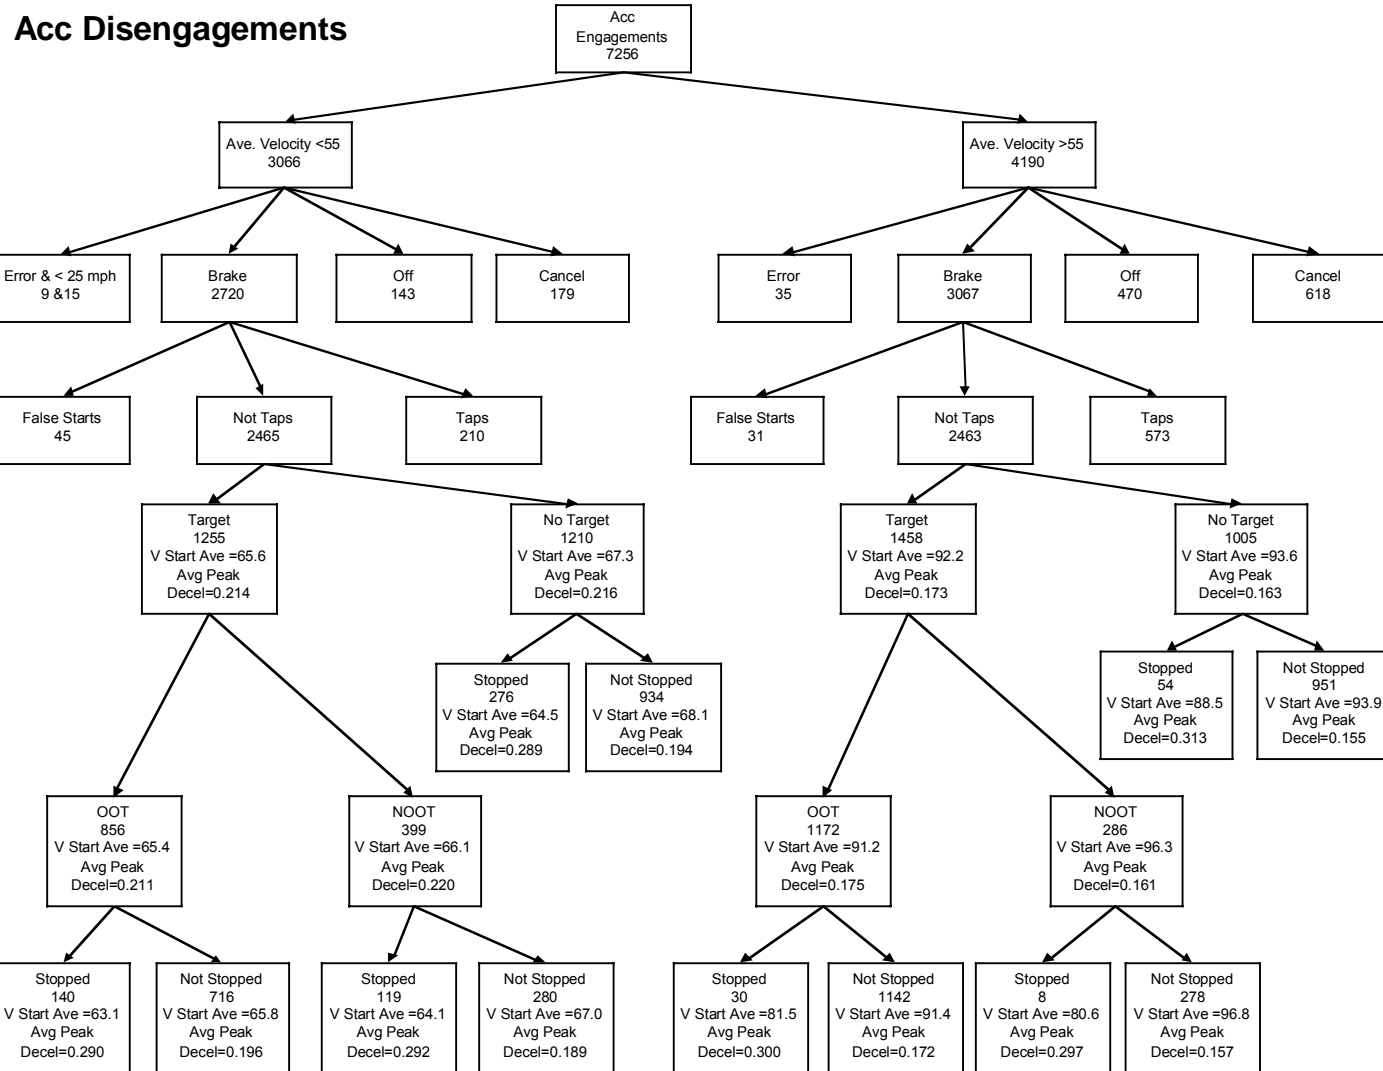 Acc Disengagements
Acc
Engagements
7256
Ave. Velocity <55
3066
Ave. Velocity >55
4190
Error & < 25 mph
9 &15
Brake
2720
Off
143
Cancel
179
Error
35
Brake
3067
Off
470
Cancel
618
False Starts
45
Not Taps
2465
Taps
210
False Starts
31
Not Taps
2463
Taps
573
Target
1255
V Start Ave =65.6
Avg Peak
Decel=0.214
No Target
1210
V Start Ave =67.3
Avg Peak
Decel=0.216
Target
1458
V Start Ave =92.2
Avg Peak
Decel=0.173
No Target
1005
V Start Ave =93.6
Avg Peak
Decel=0.163
Stopped
276
V Start Ave =64.5
Avg Peak
Decel=0.289
Not Stopped
934
V Start Ave =68.1
Avg Peak
Decel=0.194
Stopped
54
V Start Ave =88.5
Avg Peak
Decel=0.313
Not Stopped
951
V Start Ave =93.9
Avg Peak
Decel=0.155
OOT
856
V Start Ave =65.4
Avg Peak
Decel=0.211
NOOT
399
V Start Ave =66.1
Avg Peak
Decel=0.220
OOT
1172
V Start Ave =91.2
Avg Peak
Decel=0.175
NOOT
286
V Start Ave =96.3
Avg Peak
Decel=0.161
Stopped
140
V Start Ave =63.1
Avg Peak
Decel=0.290
Not Stopped
716
V Start Ave =65.8
Avg Peak
Decel=0.196
Stopped
119
V Start Ave =64.1
Avg Peak
Decel=0.292
Not Stopped
280
V Start Ave =67.0
Avg Peak
Decel=0.189
Stopped
30
V Start Ave =81.5
Avg Peak
Decel=0.300
Not Stopped
1142
V Start Ave =91.4
Avg Peak
Decel=0.172
Stopped
8
V Start Ave =80.6
Avg Peak
Decel=0.297
Not Stopped
278
V Start Ave =96.8
Avg Peak
Decel=0.157